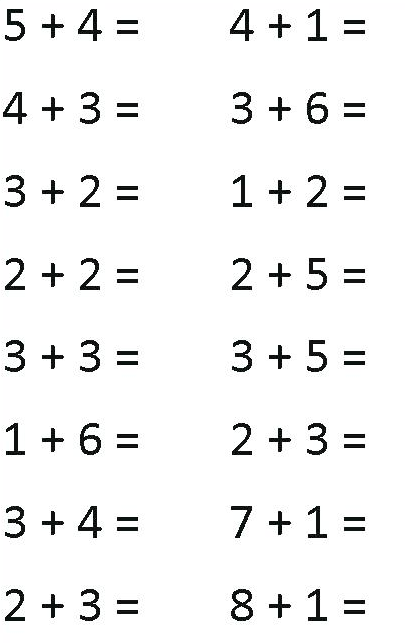 5 + 4 = 4 + 1 =
4 + 3 = 3 + 6 =
3 + 2 = 1 + 2 =
2 + 2 = 2 + 5 =
3 + 3 = 3 + 5 =
1 + 6 = 2 + 3 =
3 + 4 = 7 + 1 =
2 + 3 = 8 + 1 =